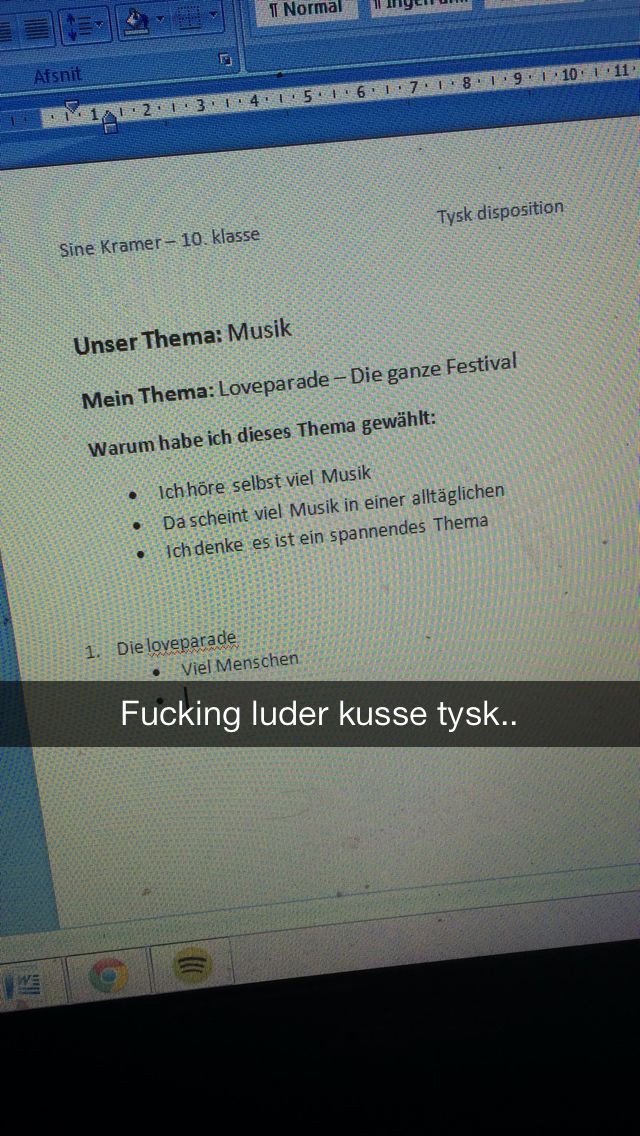 ¶ Normal
Afsnit
1 2 3 4 5 6 7 8 9 10 11
Sine Kramer – 10. klasse
Tysk disposition
Unser Thema: Musik
Mein Thema: Loveparade – Die ganze Festival
Warum habe ich dieses Thema gewählt:
• Ich höre selbst viel Musik
• Da scheint viel Musik in einer alltäglichen
• Ich denke es ist ein spannendes Thema
1. Die loveparade
• Viel Menschen
Fucking luder kusse tysk..